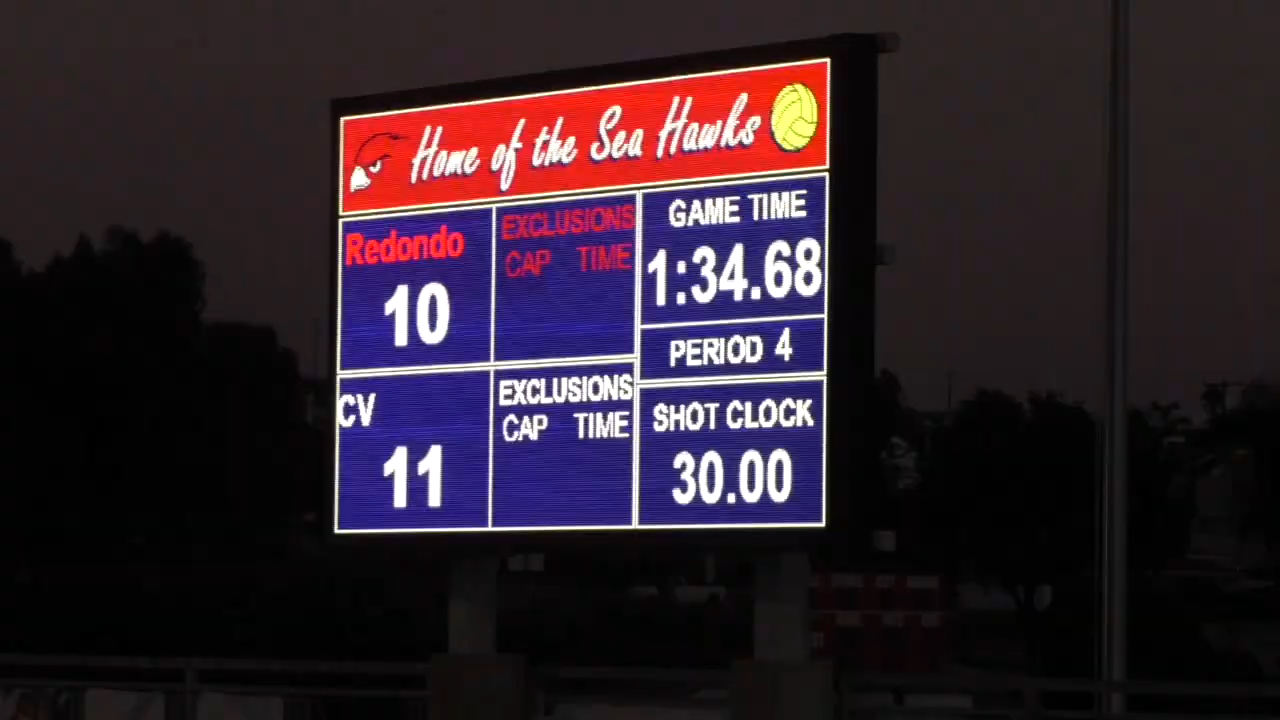 Home of the Sea Hawks
Redondo
10
EXCLUSIONS
CAP TIME
GAME TIME
1:34.68
PERIOD 4
CV
11
EXCLUSIONS
CAP TIME
SHOT CLOCK
30.00